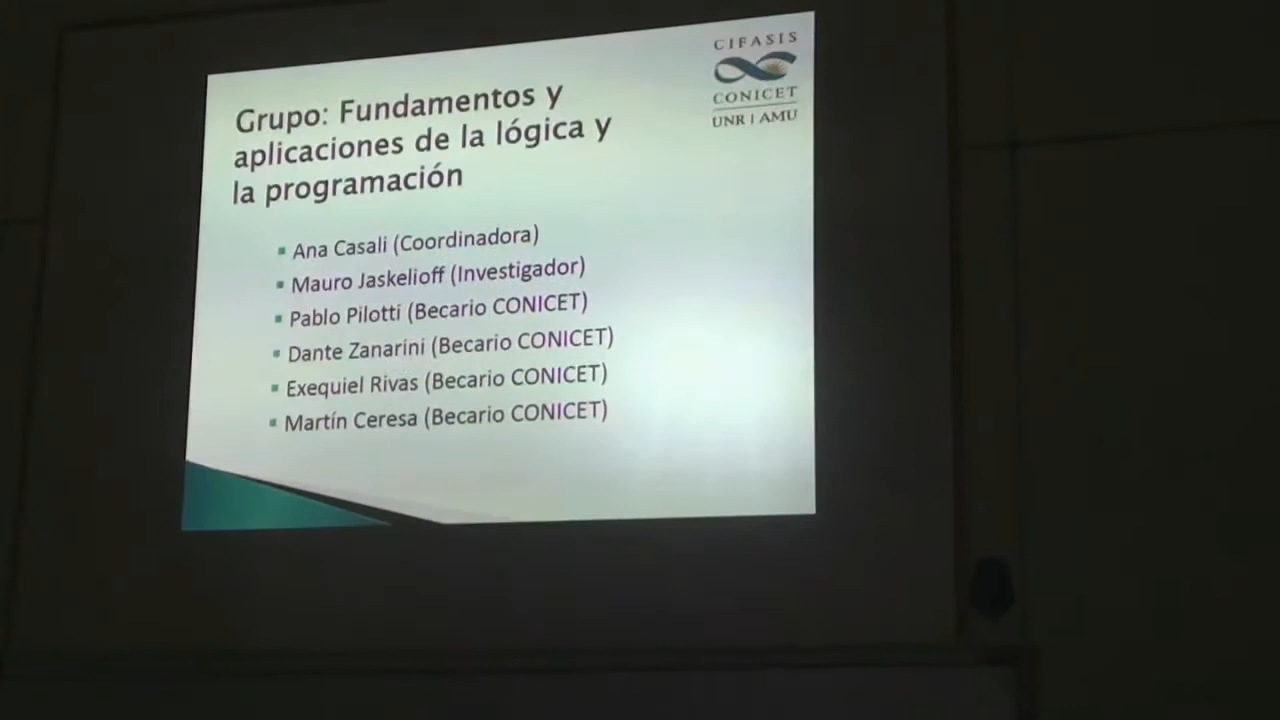 CIFASIS
CONICET
UNR | AMU
Grupo: Fundamentos y
aplicaciones de la lógica y
la programación
Ana Casali (Coordinadora)
Mauro Jaskelioff (Investigador)
Pablo Pilotti (Becario CONICET)
Dante Zanarini (Becario CONICET)
Exequiel Rivas (Becario CONICET)
Martín Ceresa (Becario CONICET)